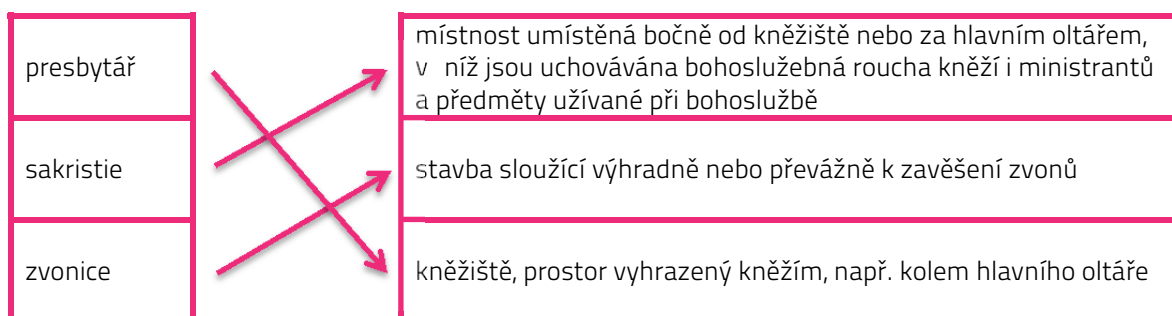 presbytář
místnost umístěná bočně od kněžiště nebo za hlavním oltářem,
v níž jsou uchovávána bohoslužebná roucha kněží i ministrantů
a předměty užívané při bohoslužbě
sakristie
stavba sloužící výhradně nebo převážně k zavěšení zvonů
zvonice
kněžiště, prostor vyhrazený kněžím, např. kolem hlavního oltáře